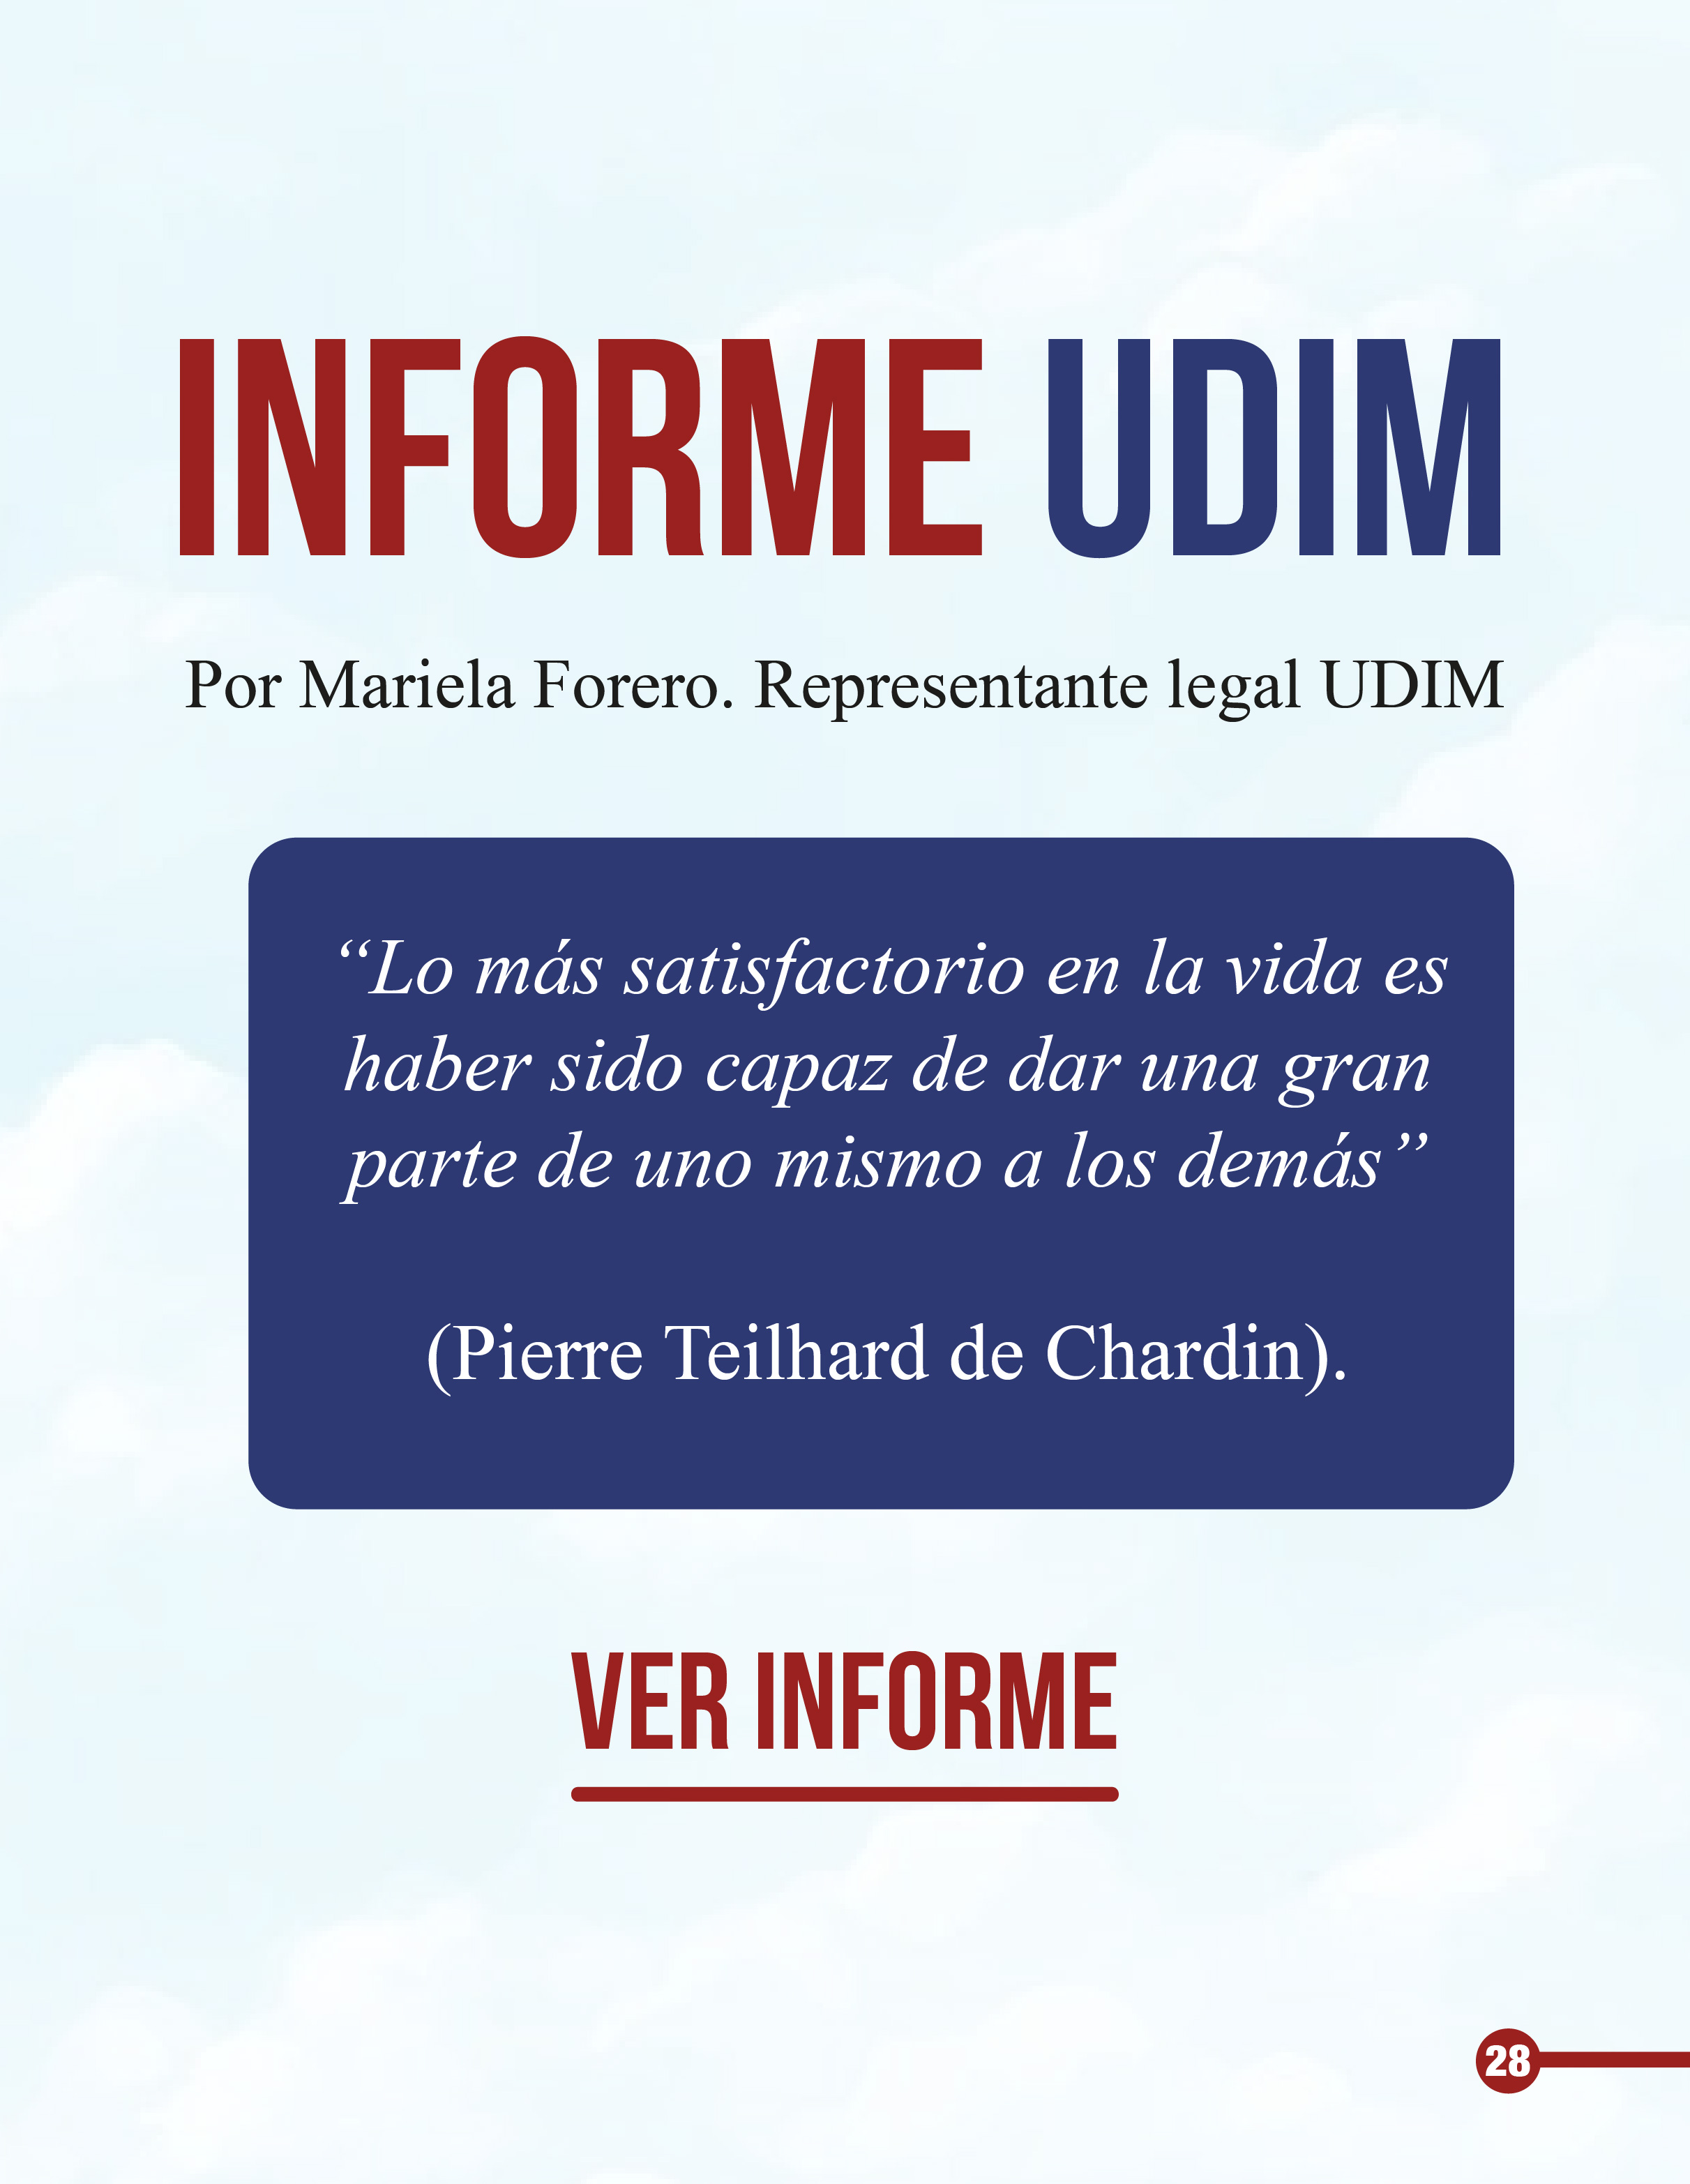 INFORME UDIM
Por Mariela Forero. Representante legal UDIM
“Lo más satisfactorio en la vida es
haber sido capaz de dar una gran
parte de uno mismo a los demás”
(Pierre Teilhard de Chardin).
VER INFORME
28